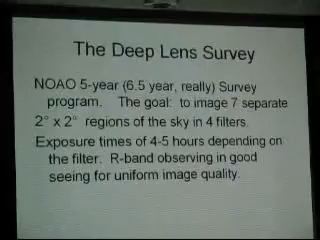 The Deep Lens Survey
NOAO 5-year (6.5 year, really) Survey
program. The goal: to image 7 separate
2° x 2° regions of the sky in 4 filters.
Exposure times of 4-5 hours depending on
the filter. R-band observing in good
seeing for uniform image quality.